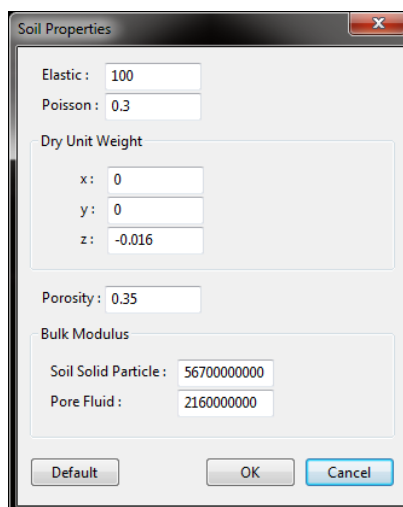 Soil Properties
Elastic : 100
Poisson : 0.3
Dry Unit Weight
x : 0
y : 0
z : -0.016
Porosity : 0.35
Bulk Modulus
Soil Solid Particle : 56700000000
Pore Fluid : 2160000000
Default OK Cancel